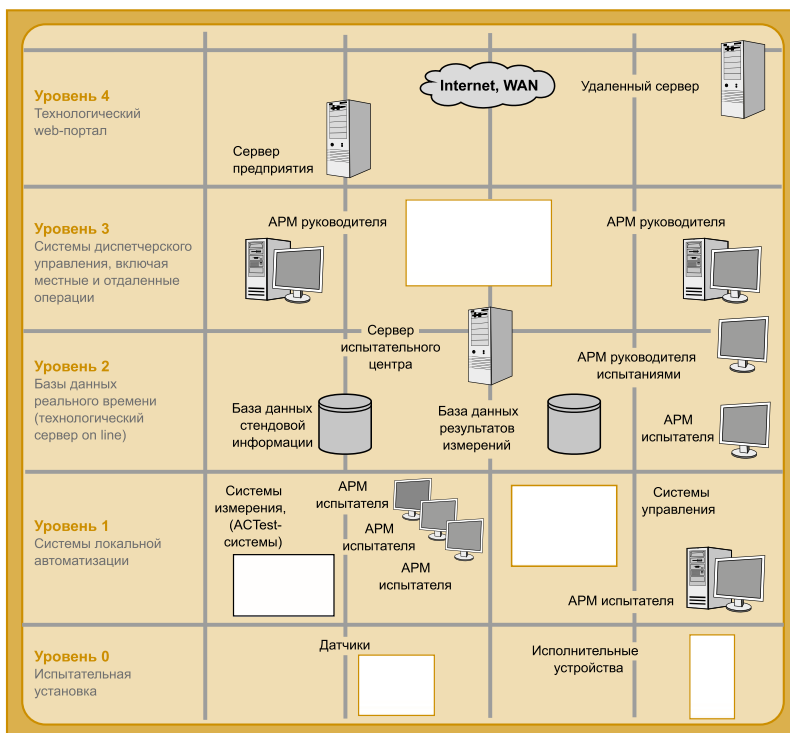 Уровень 4
Технологический
web-портал
Internet, WAN
Удаленный сервер
Сервер
предприятия
Уровень 3
Системы диспетчерского
управления, включая
местные и отдаленные
операции
АРМ руководителя
АРМ руководителя
Сервер
испытательного
центра
Уровень 2
Базы данных
реального времени
(технологический
сервер on line)
АРМ руководителя
испытаниями
База данных
стендовой
информации
База данных
результатов
измерений
АРМ
испытателя
Уровень 1
Системы локальной
автоматизации
Системы
измерения,
(ACTest-
системы)
АРМ
испытателя
АРМ
испытателя
АРМ
испытателя
Системы
управления
АРМ испытателя
Уровень 0
Испытательная
установка
Датчики
Исполнительные
устройства